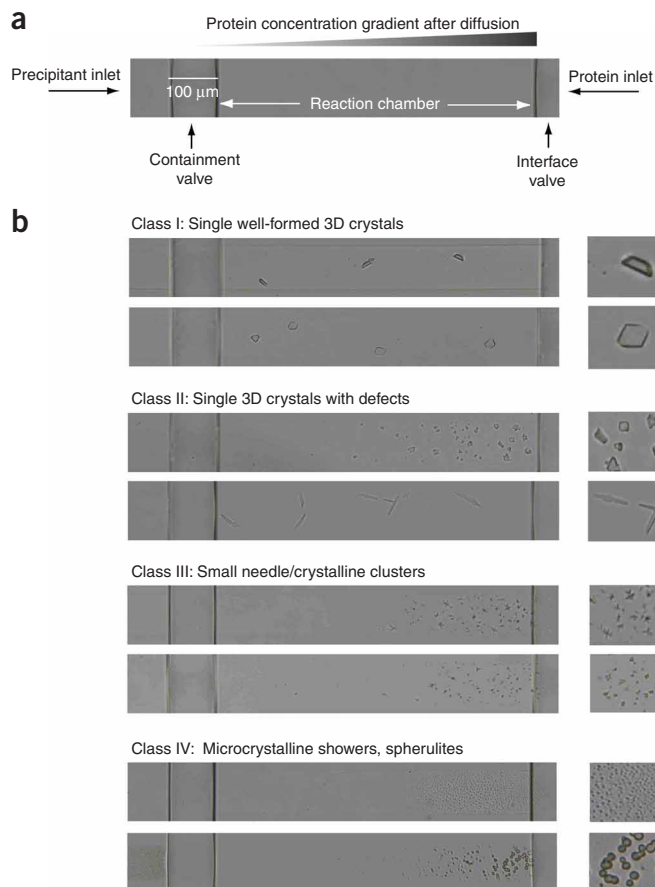 a
Protein concentration gradient after diffusion
Precipitant inlet
Protein inlet
100 μm
Reaction chamber
Containment
valve
Interface
valve
b
Class I: Single well-formed 3D crystals
Class II: Single 3D crystals with defects
Class III: Small needle/crystalline clusters
Class IV: Microcrystalline showers, spherulites